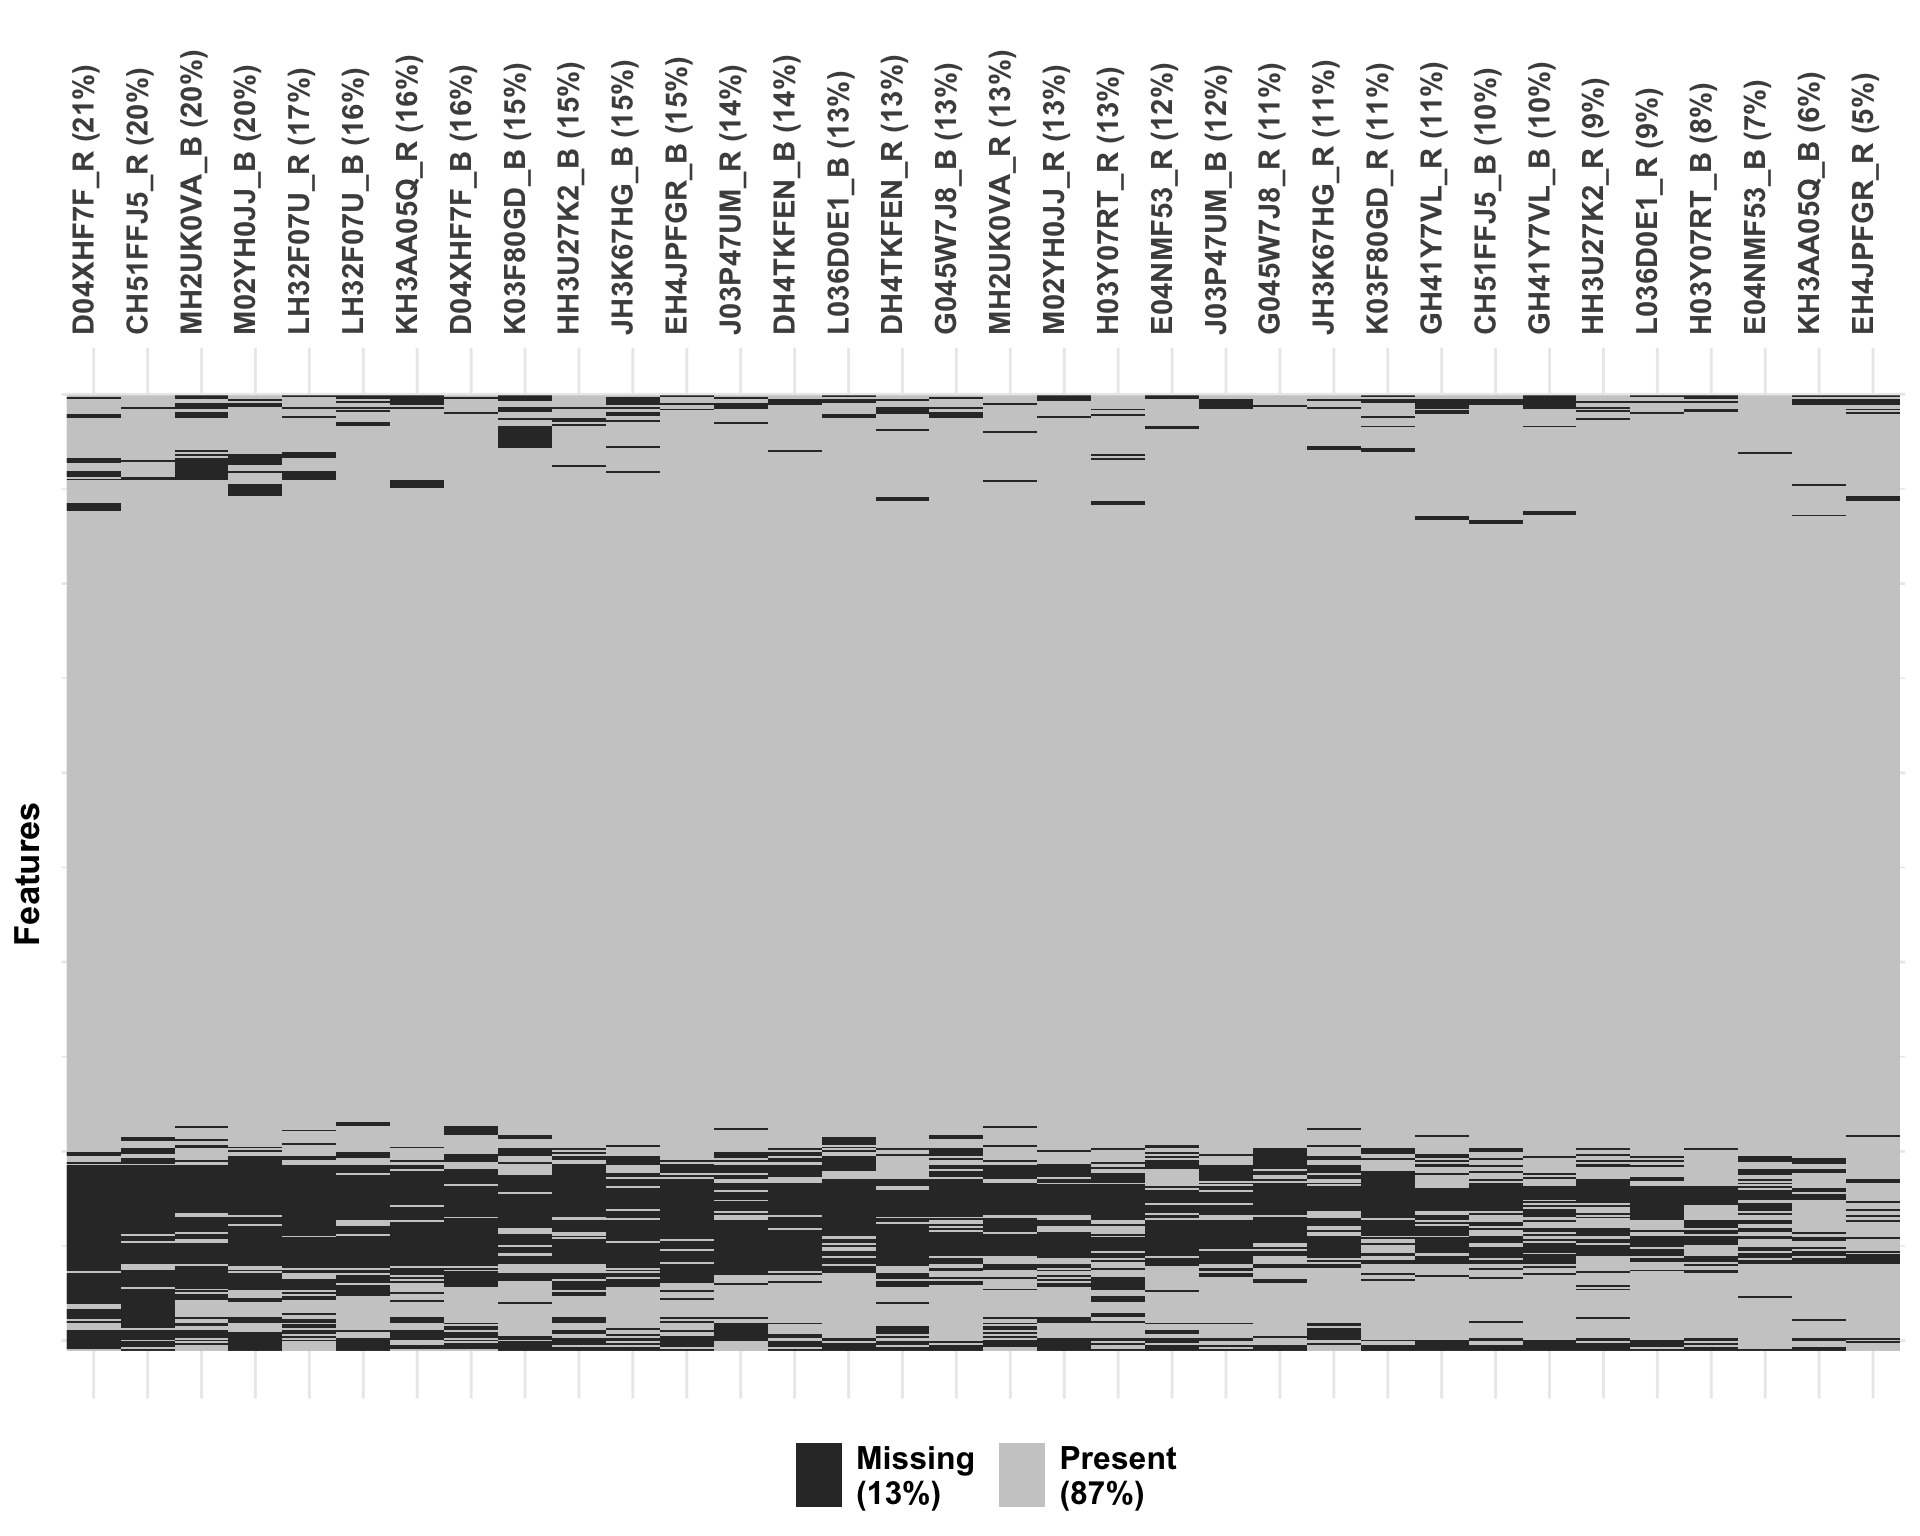 D04XHF7F_R (21%)
CH51FFJ5_R (20%)
MH2UK0VA_B (20%)
M02YH0JJ_B (20%)
LH32F07U_R (17%)
LH32F07U_B (16%)
KH3AA05Q_R (16%)
D04XHF7F_B (16%)
K03F80GD_B (15%)
HH3U27K2_B (15%)
JH3K67HG_B (15%)
EH4JPFGR_B (15%)
J03P47UM_R (14%)
DH4TKFEN_B (14%)
L036D0E1_B (13%)
DH4TKFEN_R (13%)
G045W7J8_B (13%)
MH2UK0VA_R (13%)
M02YH0JJ_R (13%)
H03Y07RT_R (13%)
E04NMF53_R (12%)
J03P47UM_B (12%)
G045W7J8_R (11%)
JH3K67HG_R (11%)
K03F80GD_R (11%)
GH41Y7VL_R (11%)
CH51FFJ5_B (10%)
GH41Y7VL_B (10%)
HH3U27K2_R (9%)
L036D0E1_R (9%)
H03Y07RT_B (8%)
E04NMF53_B (7%)
KH3AA05Q_B (6%)
EH4JPFGR_R (5%)
Features
Missing
(13%)
Present
(87%)